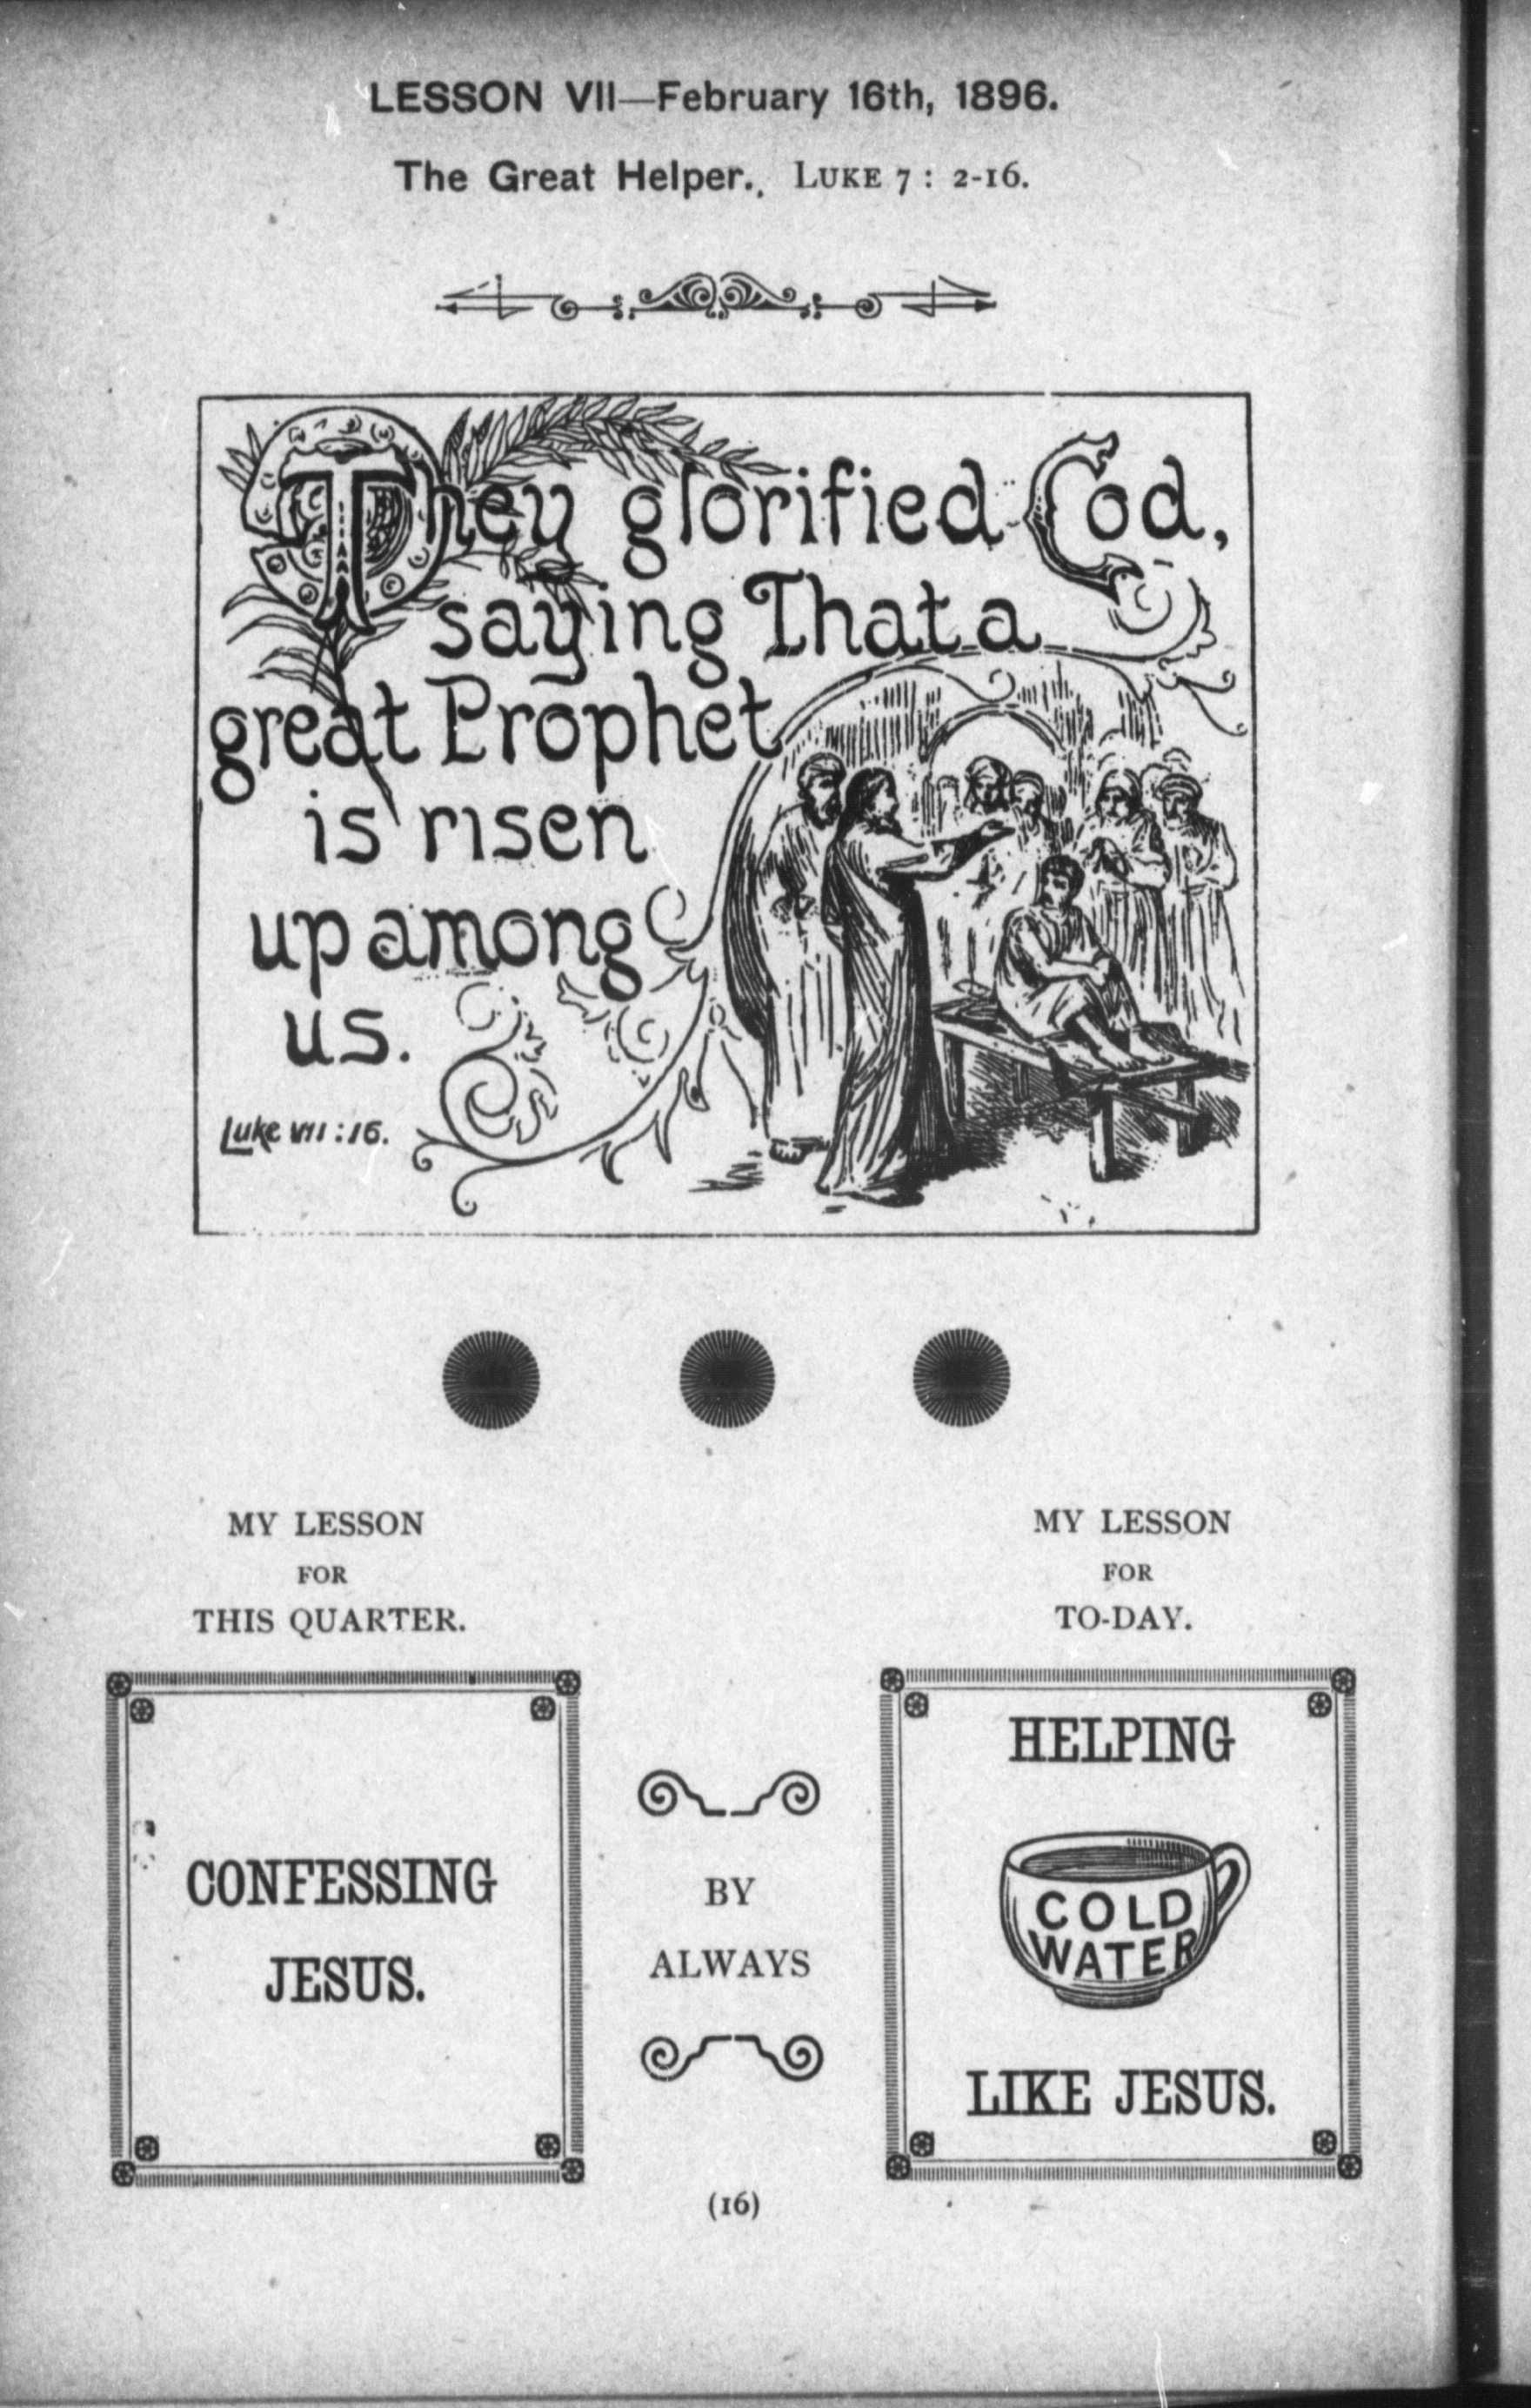 LESSON VII—February 16th, 1896.
The Great Helper. LUKE 7 : 2-16.
They glorified God,
saying That a
great Prophet
is risen
up among
us.
Luke VII : 16.
MY LESSON
FOR
THIS QUARTER.
CONFESSING
JESUS.
BY
ALWAYS
MY LESSON
FOR
TO-DAY.
HELPING
COLD
WATER
LIKE JESUS.
(16)